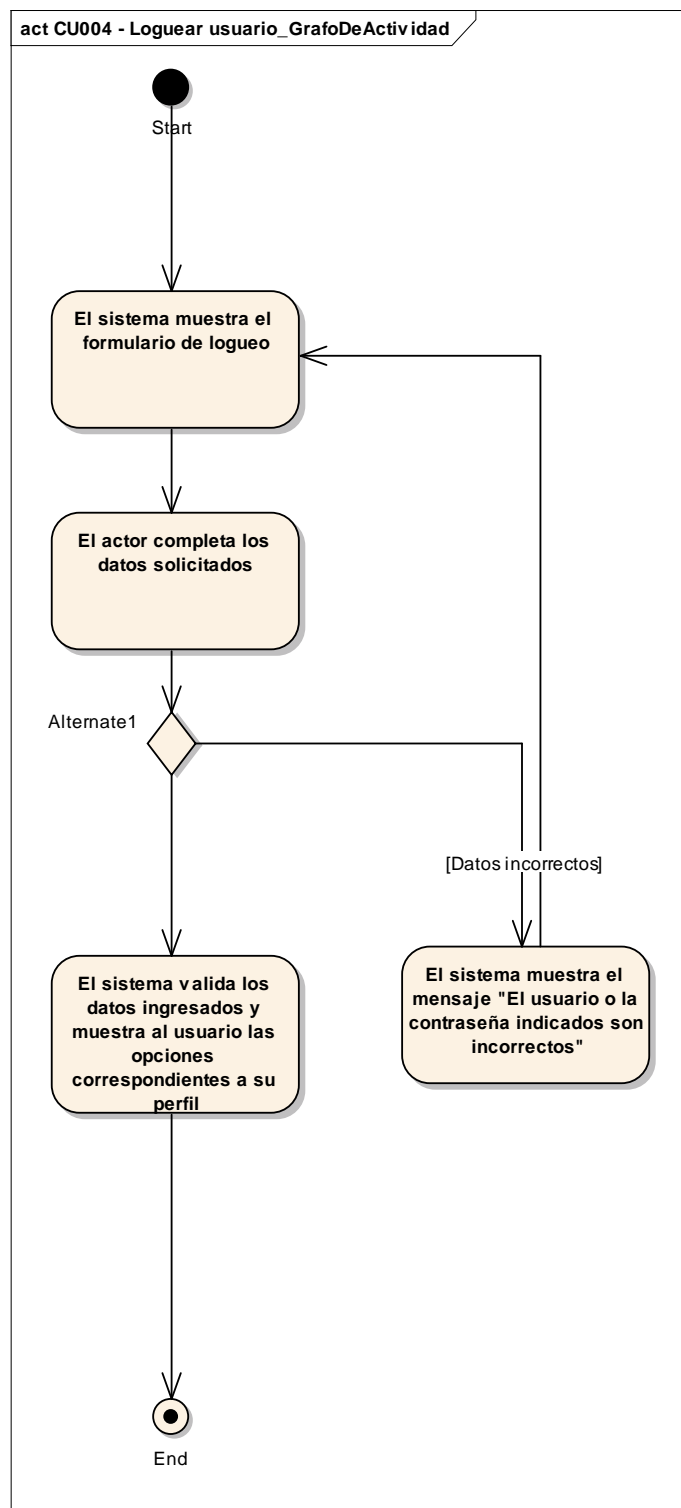 act CU004 - Loguear usuario_GrafoDeActividad
Start
El sistema muestra el
formulario de logueo
El actor completa los
datos solicitados
Alternate1
[Datos incorrectos]
El sistema valida los
datos ingresados y
muestra al usuario las
opciones
correspondientes a su
perfil
El sistema muestra el
mensaje "El usuario o la
contraseña indicados son
incorrectos"
End